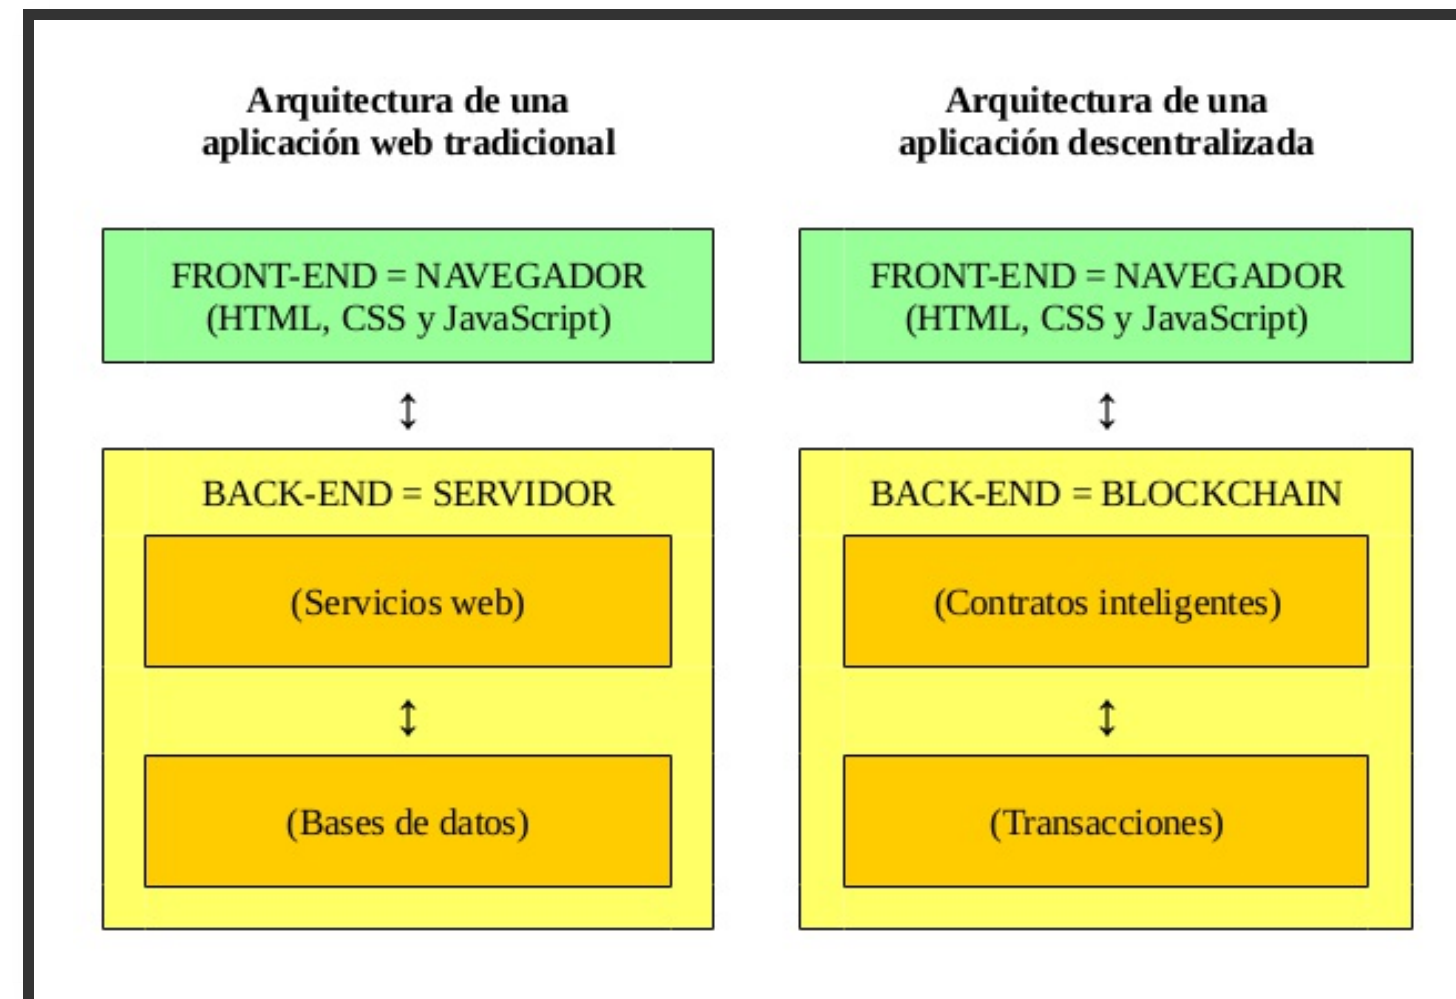 Arquitectura de una
aplicación web tradicional
FRONT-END = NAVEGADOR
(HTML, CSS y JavaScript)
↕
BACK-END = SERVIDOR
(Servicios web)
↕
(Bases de datos)
Arquitectura de una
aplicación descentralizada
FRONT-END = NAVEGADOR
(HTML, CSS y JavaScript)
↕
BACK-END = BLOCKCHAIN
(Contratos inteligentes)
↕
(Transacciones)